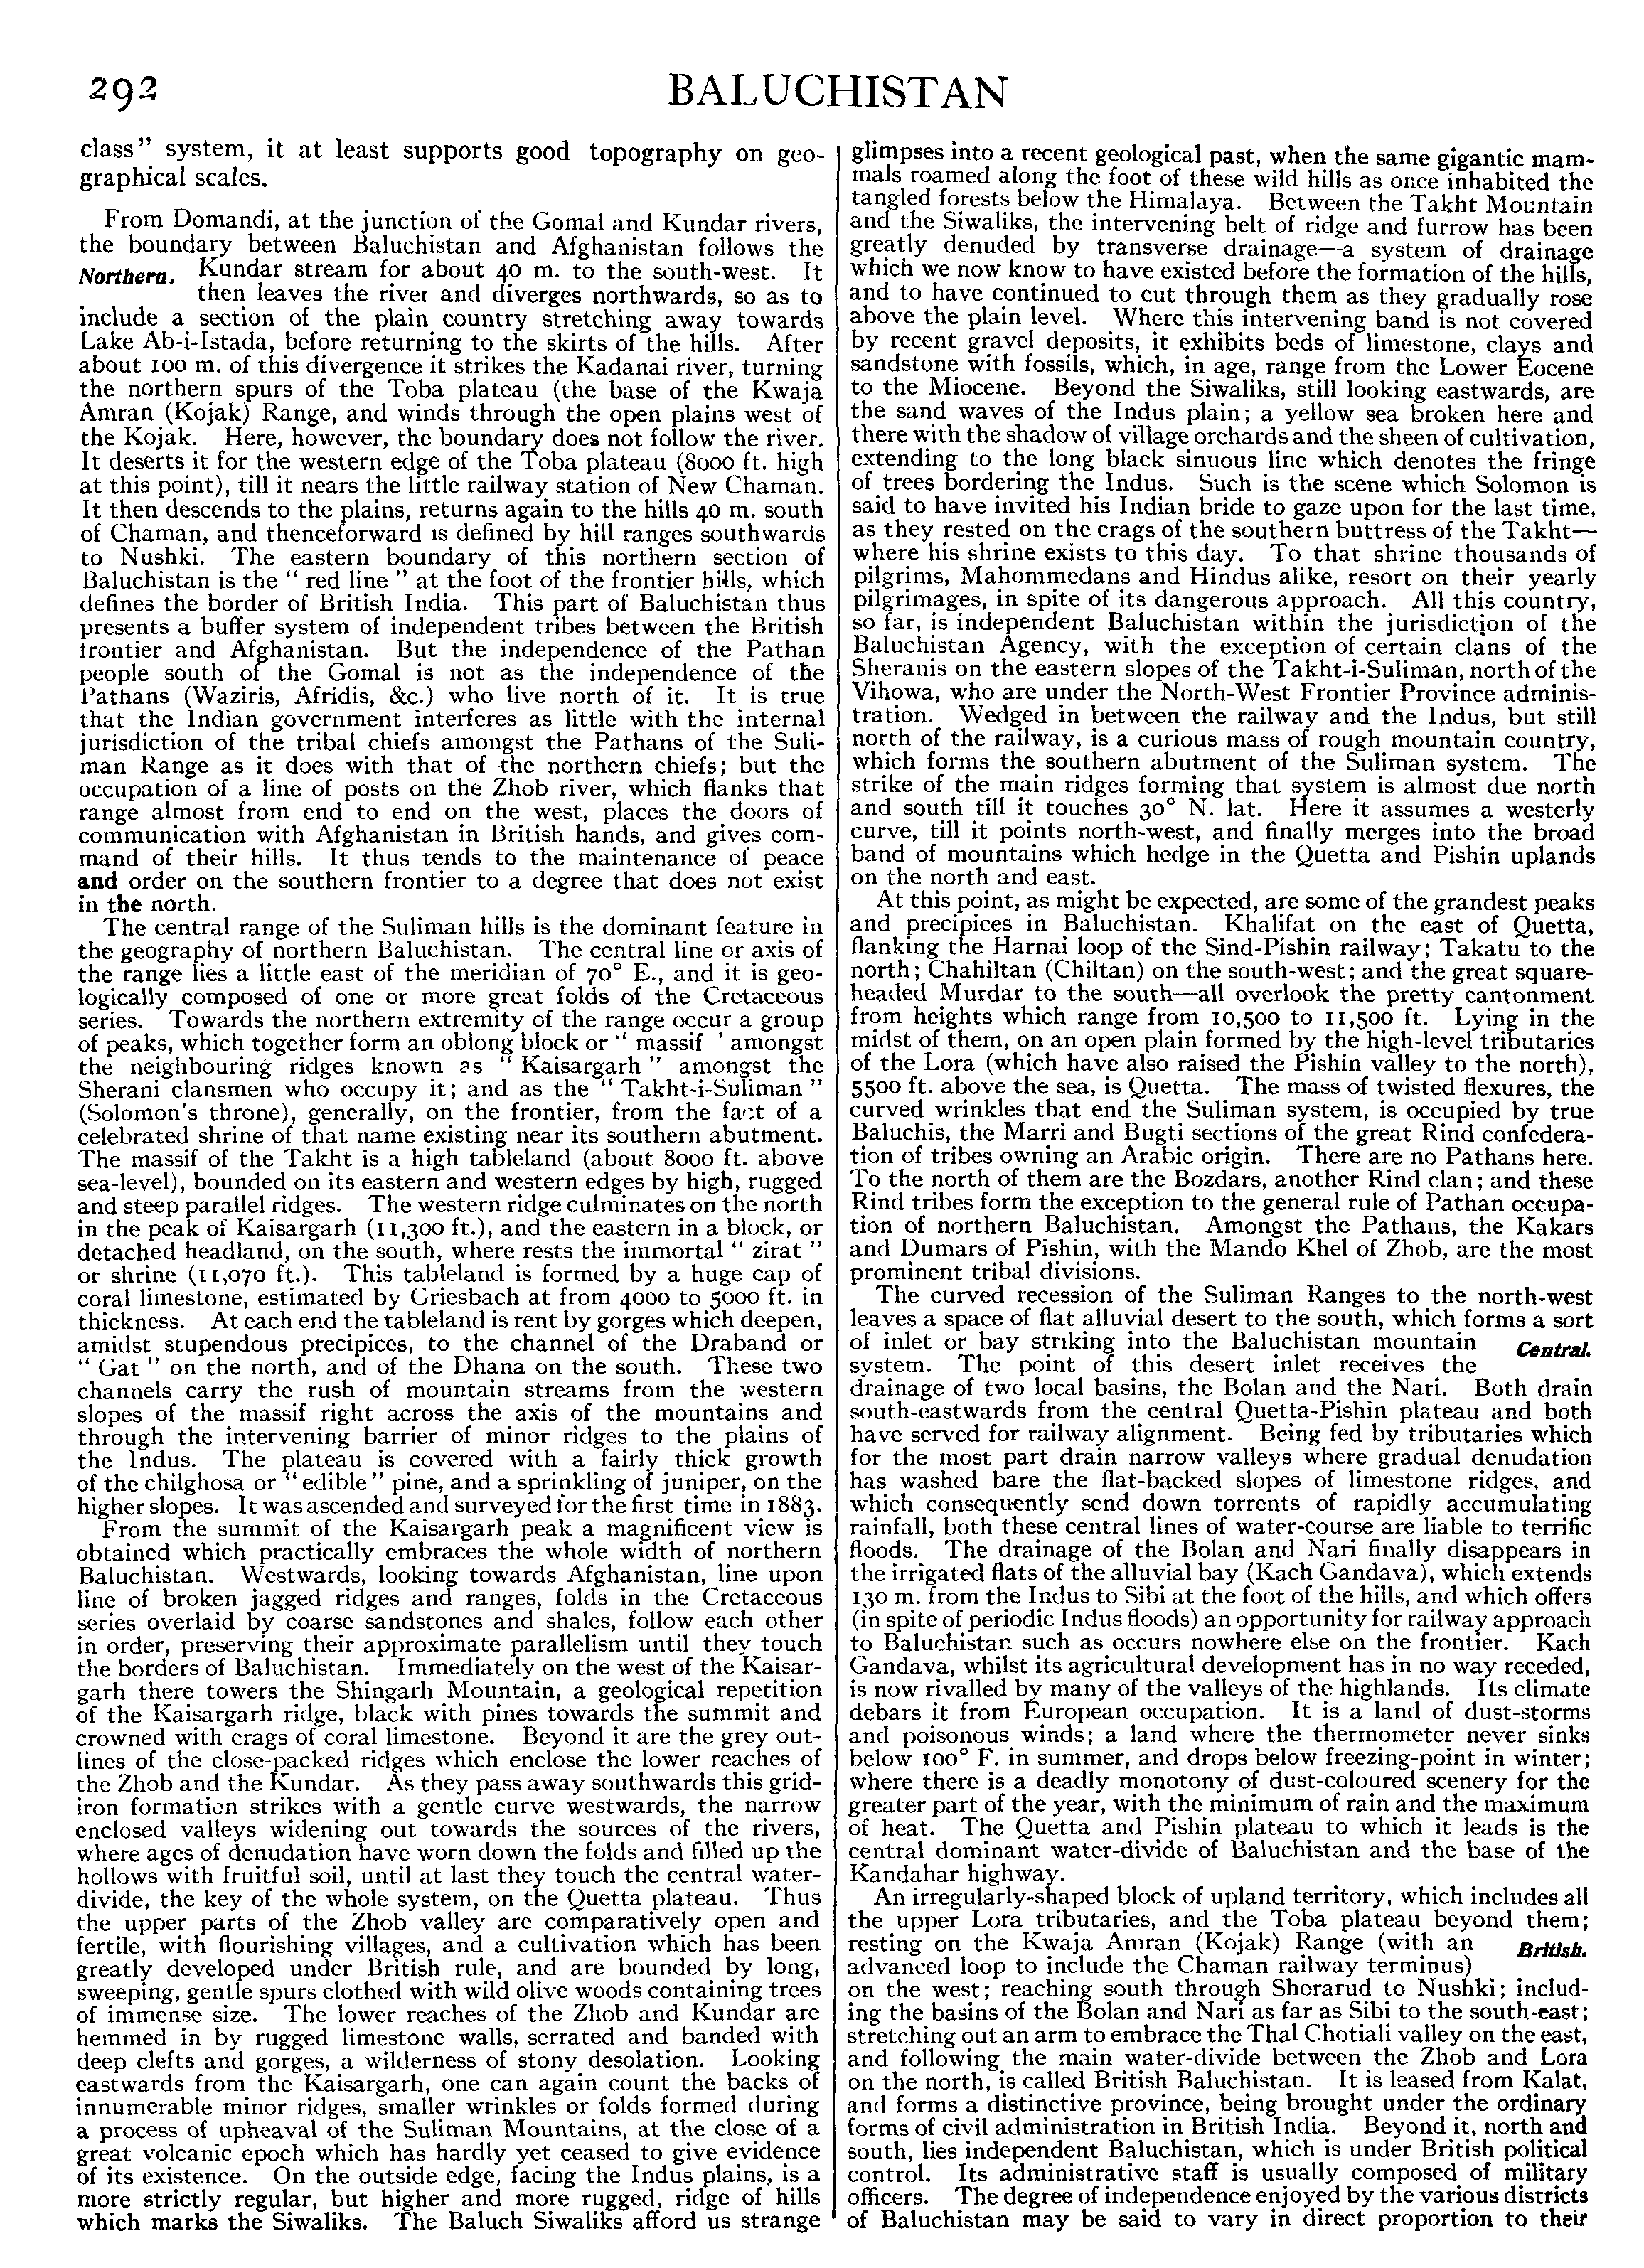 292
BALUCHISTAN
class" system, it at least supports good topography on geo-
graphical scales.
From Domandi, at the junction of the Gomal and Kundar rivers,
the boundary between Baluchistan and Afghanistan follows the
Northern. Kundar stream for about 40 m. to the south-west. It
then leaves the river and diverges northwards, so as to
include a section of the plain country stretching away towards
Lake Ab-i-Istada, before returning to the skirts of the hills. After
about 100 m. of this divergence it strikes the Kadanai river, turning
the northern spurs of the Toba plateau (the base of the Kwaja
Amran (Kojak) Range, and winds through the open plains west of
the Kojak. Here, however, the boundary does not follow the river.
It deserts it for the western edge of the Toba plateau (8000 ft. high
at this point), till it nears the little railway station of New Chaman.
It then descends to the plains, returns again to the hills 40 m. south
of Chaman, and thenceforward is defined by hill ranges southwards
to Nushki. The eastern boundary of this northern section of
Baluchistan is the " red line " at the foot of the frontier hills, which
defines the border of British India. This part of Baluchistan thus
presents a buffer system of independent tribes between the British
frontier and Afghanistan. But the independence of the Pathan
people south of the Gomal is not as the independence of the
Pathans (Waziris, Afridis, &c.) who live north of it. It is true
that the Indian government interferes as little with the internal
jurisdiction of the tribal chiefs amongst the Pathans of the Suli-
man Range as it does with that of the northern chiefs; but the
occupation of a line of posts on the Zhob river, which flanks that
range almost from end to end on the west, places the doors of
communication with Afghanistan in British hands, and gives com-
mand of their hills. It thus tends to the maintenance of peace
and order on the southern frontier to a degree that does not exist
in the north.
The central range of the Suliman hills is the dominant feature in
the geography of northern Baluchistan. The central line or axis of
the range lies a little east of the meridian of 70° E., and it is geo-
logically composed of one or more great folds of the Cretaceous
series. Towards the northern extremity of the range occur a group
of peaks, which together form an oblong block or " massif ' amongst
the neighbouring ridges known as " Kaisargarh " amongst the
Sherani clansmen who occupy it; and as the " Takht-i-Suliman "
(Solomon's throne), generally, on the frontier, from the fact of a
celebrated shrine of that name existing near its southern abutment.
The massif of the Takht is a high tableland (about 8000 ft. above
sea-level), bounded on its eastern and western edges by high, rugged
and steep parallel ridges. The western ridge culminates on the north
in the peak of Kaisargarh (11,300 ft.), and the eastern in a block, or
detached headland, on the south, where rests the immortal " zirat "
or shrine (11,070 ft.). This tableland is formed by a huge cap of
coral limestone, estimated by Griesbach at from 4000 to 5000 ft. in
thickness. At each end the tableland is rent by gorges which deepen,
amidst stupendous precipices, to the channel of the Draband or
" Gat " on the north, and of the Dhana on the south. These two
channels carry the rush of mountain streams from the western
slopes of the massif right across the axis of the mountains and
through the intervening barrier of minor ridges to the plains of
the Indus. The plateau is covered with a fairly thick growth
of the chilghosa or " edible " pine, and a sprinkling of juniper, on the
higher slopes. It was ascended and surveyed for the first time in 1883.
From the summit of the Kaisargarh peak a magnificent view is
obtained which practically embraces the whole width of northern
Baluchistan. Westwards, looking towards Afghanistan, line upon
line of broken jagged ridges and ranges, folds in the Cretaceous
series overlaid by coarse sandstones and shales, follow each other
in order, preserving their approximate parallelism until they touch
the borders of Baluchistan. Immediately on the west of the Kaisar-
garh there towers the Shingarh Mountain, a geological repetition
of the Kaisargarh ridge, black with pines towards the summit and
crowned with crags of coral limestone. Beyond it are the grey out-
lines of the close-packed ridges which enclose the lower reaches of
the Zhob and the Kundar. As they pass away southwards this grid-
iron formation strikes with a gentle curve westwards, the narrow
enclosed valleys widening out towards the sources of the rivers,
where ages of denudation have worn down the folds and filled up the
hollows with fruitful soil, until at last they touch the central water-
divide, the key of the whole system, on the Quetta plateau. Thus
the upper parts of the Zhob valley are comparatively open and
fertile, with flourishing villages, and a cultivation which has been
greatly developed under British rule, and are bounded by long,
sweeping, gentle spurs clothed with wild olive woods containing trees
of immense size. The lower reaches of the Zhob and Kundar are
hemmed in by rugged limestone walls, serrated and banded with
deep clefts and gorges, a wilderness of stony desolation. Looking
eastwards from the Kaisargarh, one can again count the backs of
innumerable minor ridges, smaller wrinkles or folds formed during
a process of upheaval of the Suliman Mountains, at the close of a
great volcanic epoch which has hardly yet ceased to give evidence
of its existence. On the outside edge, facing the Indus plains, is a
more strictly regular, but higher and more rugged, ridge of hills
which marks the Siwaliks. The Baluch Siwaliks afford us strange
glimpses into a recent geological past, when the same gigantic mam-
mals roamed along the foot of these wild hills as once inhabited the
tangled forests below the Himalaya. Between the Takht Mountain
and the Siwaliks, the intervening belt of ridge and furrow has been
greatly denuded by transverse drainage—a system of drainage
which we now know to have existed before the formation of the hills,
and to have continued to cut through them as they gradually rose
above the plain level. Where this intervening band is not covered
by recent gravel deposits, it exhibits beds of limestone, clays and
sandstone with fossils, which, in age, range from the Lower Eocene
to the Miocene. Beyond the Siwaliks, still looking eastwards, are
the sand waves of the Indus plain; a yellow sea broken here and
there with the shadow of village orchards and the sheen of cultivation,
extending to the long black sinuous line which denotes the fringe
of trees bordering the Indus. Such is the scene which Solomon is
said to have invited his Indian bride to gaze upon for the last time,
as they rested on the crags of the southern buttress of the Takht—
where his shrine exists to this day. To that shrine thousands of
pilgrims, Mahommedans and Hindus alike, resort on their yearly
pilgrimages, in spite of its dangerous approach. All this country,
so far, is independent Baluchistan within the jurisdiction of the
Baluchistan Agency, with the exception of certain clans of the
Sheranis on the eastern slopes of the Takht-i-Suliman, north of the
Vihowa, who are under the North-West Frontier Province adminis-
tration. Wedged in between the railway and the Indus, but still
north of the railway, is a curious mass of rough mountain country,
which forms the southern abutment of the Suliman system. The
strike of the main ridges forming that system is almost due north
and south till it touches 30° N. lat. Here it assumes a westerly
curve, till it points north-west, and finally merges into the broad
band of mountains which hedge in the Quetta and Pishin uplands
on the north and east.
At this point, as might be expected, are some of the grandest peaks
and precipices in Baluchistan. Khalifat on the east of Quetta,
flanking the Harnai loop of the Sind-Pishin railway; Takatu to the
north; Chahiltan (Chiltan) on the south-west; and the great square-
headed Murdar to the south—all overlook the pretty cantonment
from heights which range from 10,500 to 11,500 ft. Lying in the
midst of them, on an open plain formed by the high-level tributaries
of the Lora (which have also raised the Pishin valley to the north),
5500 ft. above the sea, is Quetta. The mass of twisted flexures, the
curved wrinkles that end the Suliman system, is occupied by true
Baluchis, the Marri and Bugti sections of the great Rind confedera-
tion of tribes owning an Arabic origin. There are no Pathans here.
To the north of them are the Bozdars, another Rind clan; and these
Rind tribes form the exception to the general rule of Pathan occupa-
tion of northern Baluchistan. Amongst the Pathans, the Kakars
and Dumars of Pishin, with the Mando Khel of Zhob, are the most
prominent tribal divisions.
The curved recession of the Suliman Ranges to the north-west
leaves a space of flat alluvial desert to the south, which forms a sort
of inlet or bay striking into the Baluchistan mountain Central.
system. The point of this desert inlet receives the
drainage of two local basins, the Bolan and the Nari. Both drain
south-eastwards from the central Quetta-Pishin plateau and both
have served for railway alignment. Being fed by tributaries which
for the most part drain narrow valleys where gradual denudation
has washed bare the flat-backed slopes of limestone ridges, and
which consequently send down torrents of rapidly accumulating
rainfall, both these central lines of water-course are liable to terrific
floods. The drainage of the Bolan and Nari finally disappears in
the irrigated flats of the alluvial bay (Kach Gandava), which extends
130 m. from the Indus to Sibi at the foot of the hills, and which offers
(in spite of periodic Indus floods) an opportunity for railway approach
to Baluchistan such as occurs nowhere else on the frontier. Kach
Gandava, whilst its agricultural development has in no way receded,
is now rivalled by many of the valleys of the highlands. Its climate
debars it from European occupation. It is a land of dust-storms
and poisonous winds; a land where the thermometer never sinks
below 100° F. in summer, and drops below freezing-point in winter;
where there is a deadly monotony of dust-coloured scenery for the
greater part of the year, with the minimum of rain and the maximum
of heat. The Quetta and Pishin plateau to which it leads is the
central dominant water-divide of Baluchistan and the base of the
Kandahar highway.
An irregularly-shaped block of upland territory, which includes all
the upper Lora tributaries, and the Toba plateau beyond them;
resting on the Kwaja Amran (Kojak) Range (with an British.
advanced loop to include the Chaman railway terminus)
on the west; reaching south through Shorarud to Nushki; includ-
ing the basins of the Bolan and Nari as far as Sibi to the south-east;
stretching out an arm to embrace the Thal Chotiali valley on the east,
and following the main water-divide between the Zhob and Lora
on the north, is called British Baluchistan. It is leased from Kalat,
and forms a distinctive province, being brought under the ordinary
forms of civil administration in British India. Beyond it, north and
south, lies independent Baluchistan, which is under British political
control. Its administrative staff is usually composed of military
officers. The degree of independence enjoyed by the various districts
of Baluchistan may be said to vary in direct proportion to their